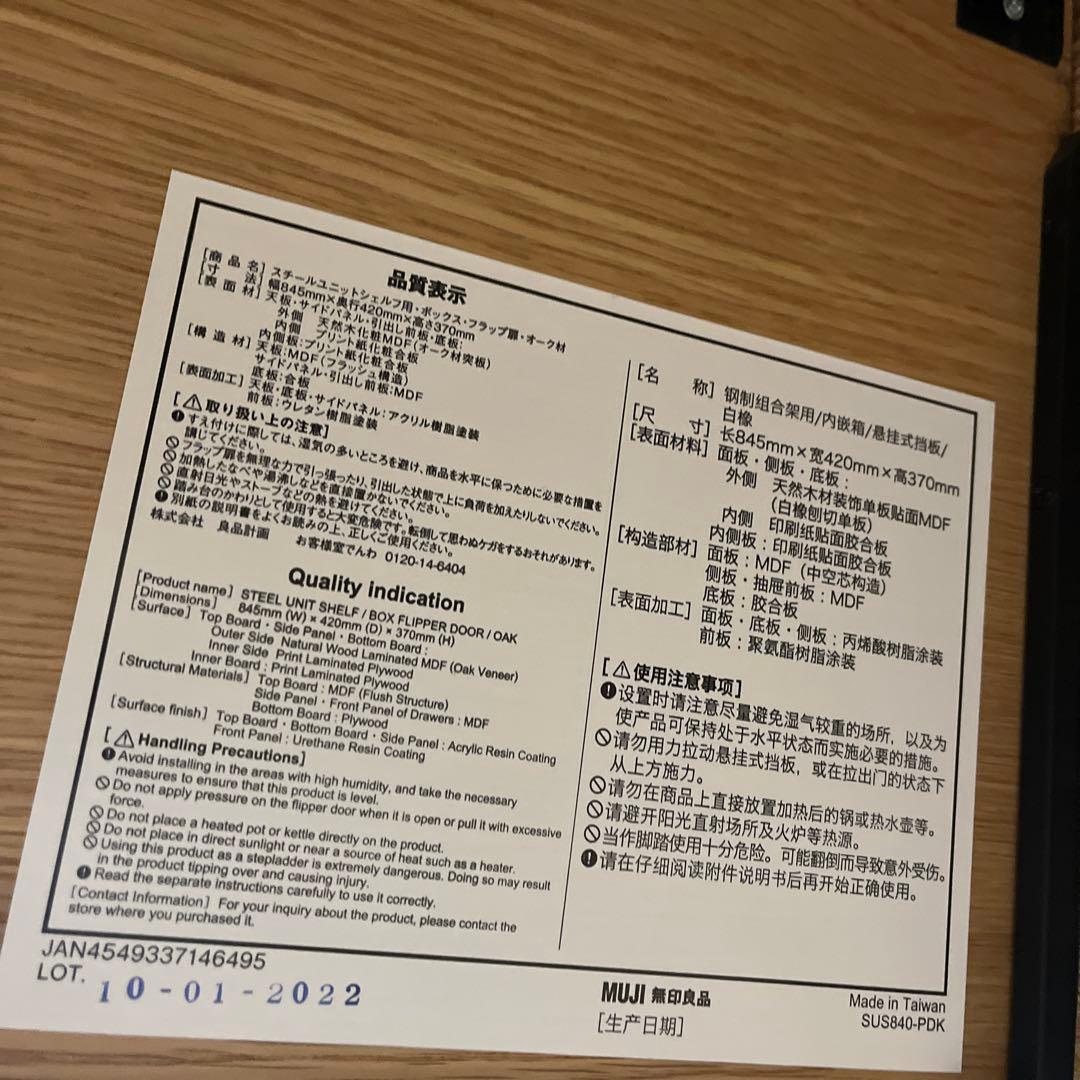 品質表示
[商品名] スチールユニットシェルフ用・ボックス・フラップ扉・オーク材
[寸法] 幅845mm×奥行420mm×高さ370mm
[表面材] 天板・サイドパネル・引出し前板・底板:
外側 天然木化粧MDF(オーク材突板)
内側 プリント紙化粧合板
内側板:プリント紙化粧合板
[構造材] 天板:MDF(フラッシュ構造)
サイドパネル・引出し前板:MDF
底板:合板
[表面加工] 天板・底板・サイドパネル:アクリル樹脂塗装
前板:ウレタン樹脂塗装
[⚠取り扱い上の注意]
すえ付けに際しては、湿気の多いところを避け、商品を水平に保つために必要な措置を
講じてください。
フラップ扉を無理な力で引っ張ったり、引出した状態で上に負荷を加えたりしないでください。
加熱したなべや湯沸しなどを直接置かないでください。
直射日光やストーブなどの熱を避けてください。
踏み台のかわりとして使用すると大変危険です。転倒して思わぬケガをするおそれがあります。
別紙の説明書をよくお読みの上、正しくご使用ください。
株式会社 良品計画 お客様室でんわ 0120-14-6404
Quality indication
[Product name] STEEL UNIT SHELF / BOX FLIPPER DOOR / OAK
[Dimensions] 845mm (W) × 420mm (D) × 370mm (H)
[Surface] Top Board・Side Panel・Bottom Board :
Outer Side Natural Wood Laminated MDF (Oak Veneer)
Inner Side Print Laminated Plywood
Inner Board : Print Laminated Plywood
[Structural Materials] Top Board : MDF (Flush Structure)
Side Panel・Front Panel of Drawers : MDF
Bottom Board : Plywood
[Surface finish] Top Board・Bottom Board・Side Panel : Acrylic Resin Coating
Front Panel : Urethane Resin Coating
[⚠Handling Precautions]
Avoid installing in the areas with high humidity, and take the necessary
measures to ensure that this product is level.
Do not apply pressure on the flipper door when it is open or pull it with excessive
force.
Do not place a heated pot or kettle directly on the product.
Do not place in direct sunlight or near a source of heat such as a heater.
Using this product as a stepladder is extremely dangerous. Doing so may result
in the product tipping over and causing injury.
Read the separate instructions carefully to use it correctly.
[Contact Information] For your inquiry about the product, please contact the
store where you purchased it.
[名称] 钢制组合架用/内嵌箱/悬挂式挡板/
白橡
[尺寸] 长845mm×宽420mm×高370mm
[表面材料] 面板・侧板・底板:
外侧 天然木材装饰单板贴面MDF
(白橡刨切单板)
内侧 印刷纸贴面胶合板
内侧板:印刷纸贴面胶合板
[构造部材] 面板:MDF(中空芯构造)
侧板・抽屉前板:MDF
底板:胶合板
[表面加工] 面板・底板・侧板:丙烯酸树脂涂装
前板:聚氨酯树脂涂装
[⚠使用注意事项]
设置时请注意尽量避免湿气较重的场所,以及为
使产品可保持处于水平状态而实施必要的措施。
请勿用力拉动悬挂式挡板,或在拉出门的状态下
从上方施力。
请勿在商品上直接放置加热后的锅或热水壶等。
请避开阳光直射场所及火炉等热源。
当作脚踏使用十分危险。可能翻倒而导致意外受伤。
请在仔细阅读附件说明书后再开始正确使用。
JAN4549337146495
LOT. 10-01-2022
MUJI 無印良品
[生产日期]
Made in Taiwan
SUS840-PDK